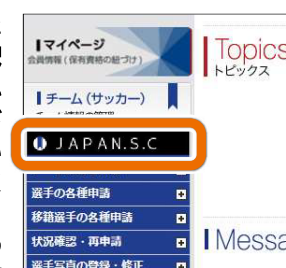 マイページ
会員情報(保有資格の紐づけ)
チーム(サッカー)
JAPAN.S.C
選手の各種申請
移籍選手の各種申請
状況確認・再申請
選手写真の登録・修正
Topics
トピックス
Messa